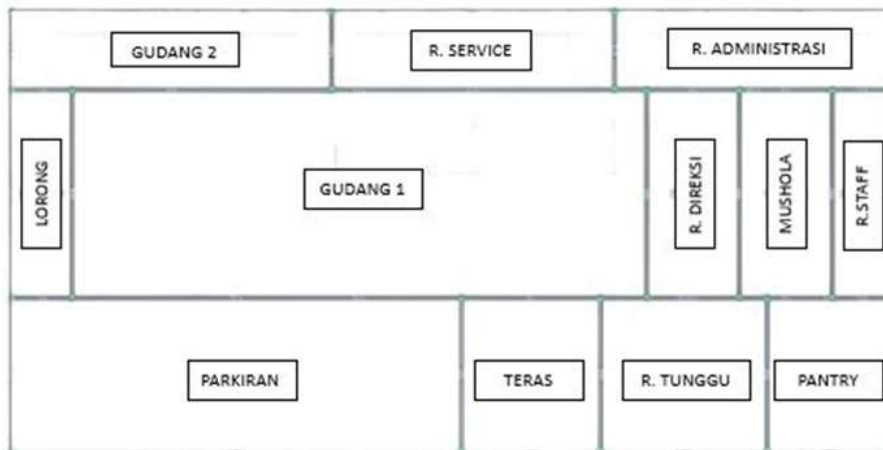 GUDANG 2
R. SERVICE
R. ADMINISTRASI
LORONG
GUDANG 1
R. DIREKSI
MUSHOLA
R.STAFF
PARKIRAN
TERAS
R. TUNGGU
PANTRY